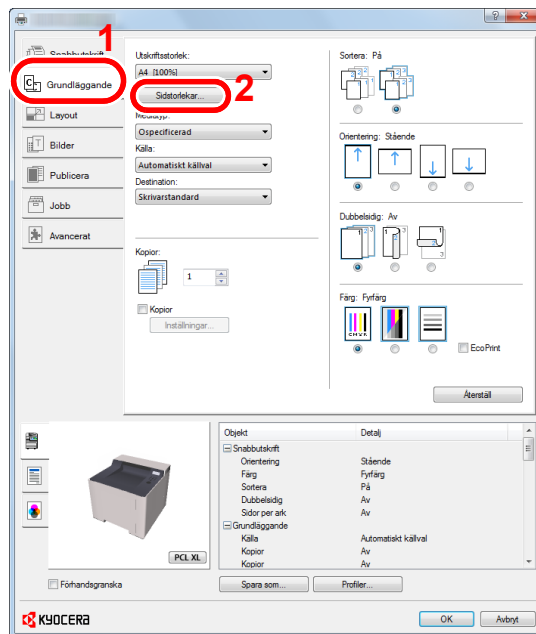 1
Snabbutskrift
Grundläggande
Layout
Bilder
Publicera
Jobb
Avancerat
Utskriftsstorlek:
A4 [100%]
Sidstorlekar...
2
Mediatyp:
Ospecificerad
Källa:
Automatiskt källval
Destination:
Skrivarstandard
Kopior:
1
Kopior
Inställningar...
Sortera: På
Orientering: Stående
Dubbelsidig: Av
Färg: Fyrfärg
CMYK
EcoPrint
Återställ
PCL XL
Förhandsgranska
Objekt Detalj
Snabbutskrift
Orientering Stående
Färg Fyrfärg
Sortera På
Dubbelsidig Av
Sidor per ark Av
Grundläggande
Källa Automatiskt källval
Kopior Av
Kopior Av
Spara som... Profiler...
KYOCERA
OK Avbryt